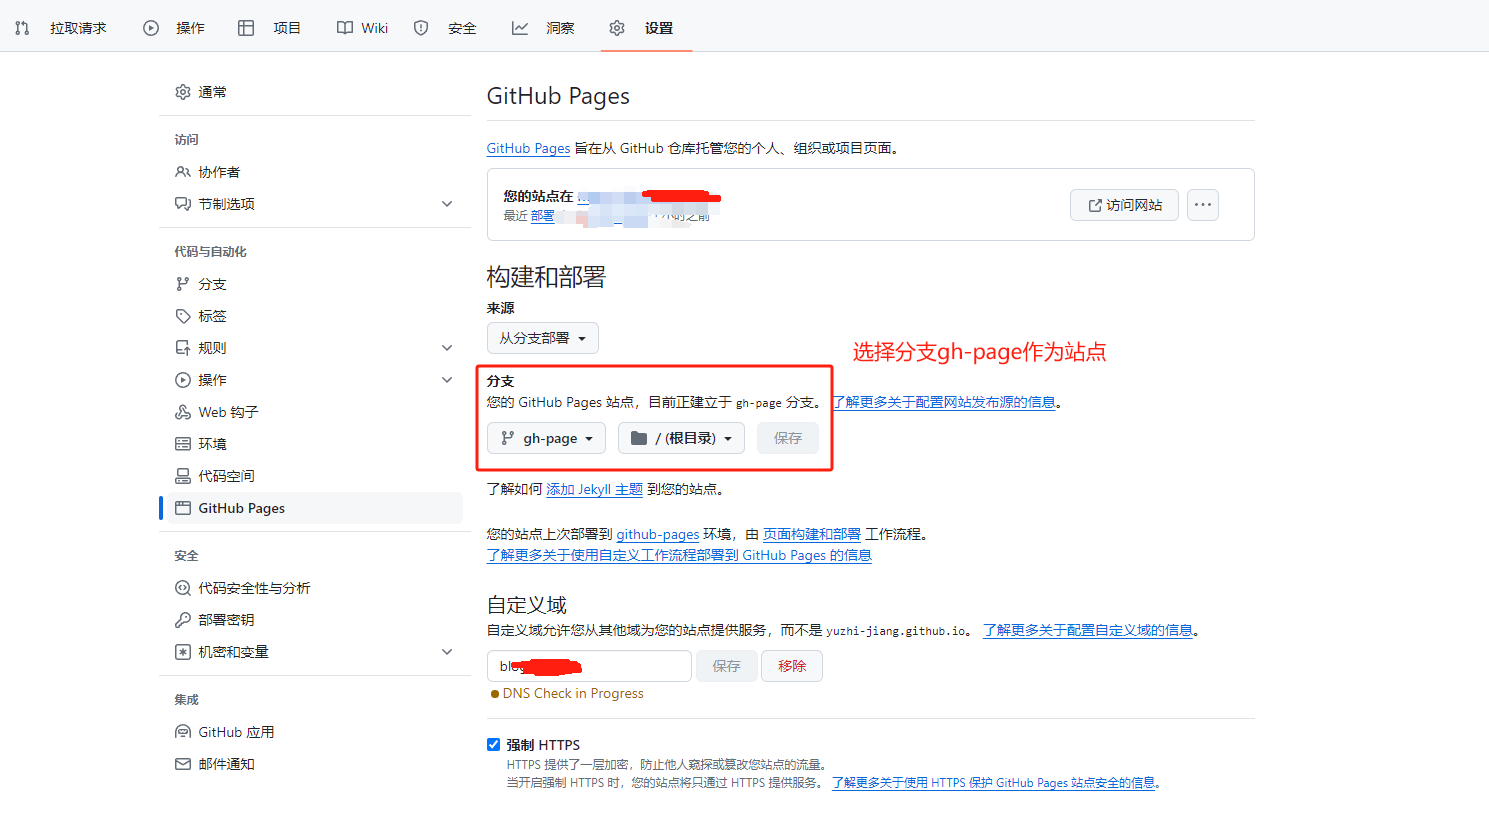 拉取请求 操作 项目 Wiki 安全 洞察 设置
通常
访问
协作者
节制选项
代码与自动化
分支
标签
规则
操作
Web 钩子
环境
代码空间
GitHub Pages
安全
代码安全性与分析
部署密钥
机密和变量
集成
GitHub 应用
邮件通知
GitHub Pages
GitHub Pages 旨在从 GitHub 仓库托管您的个人、组织或项目页面。
您的站点在
最近 部署 小时之前
访问网站
构建和部署
来源
从分支部署
选择分支gh-page作为站点
分支
您的 GitHub Pages 站点，目前正建立于 gh-page 分支。 了解更多关于配置网站发布源的信息。
gh-page / (根目录) 保存
了解如何 添加 Jekyll 主题 到您的站点。
您的站点上次部署到 github-pages 环境，由 页面构建和部署 工作流程。
了解更多关于使用自定义工作流程部署到 GitHub Pages 的信息
自定义域
自定义域允许您从其他域为您的站点提供服务，而不是 yuzhi-jiang.github.io。 了解更多关于配置自定义域的信息。
保存 移除
DNS Check in Progress
强制 HTTPS
HTTPS 提供了一层加密，防止他人窥探或篡改您站点的流量。
当开启强制 HTTPS 时，您的站点将只通过 HTTPS 提供服务。 了解更多关于使用 HTTPS 保护 GitHub Pages 站点安全的信息。